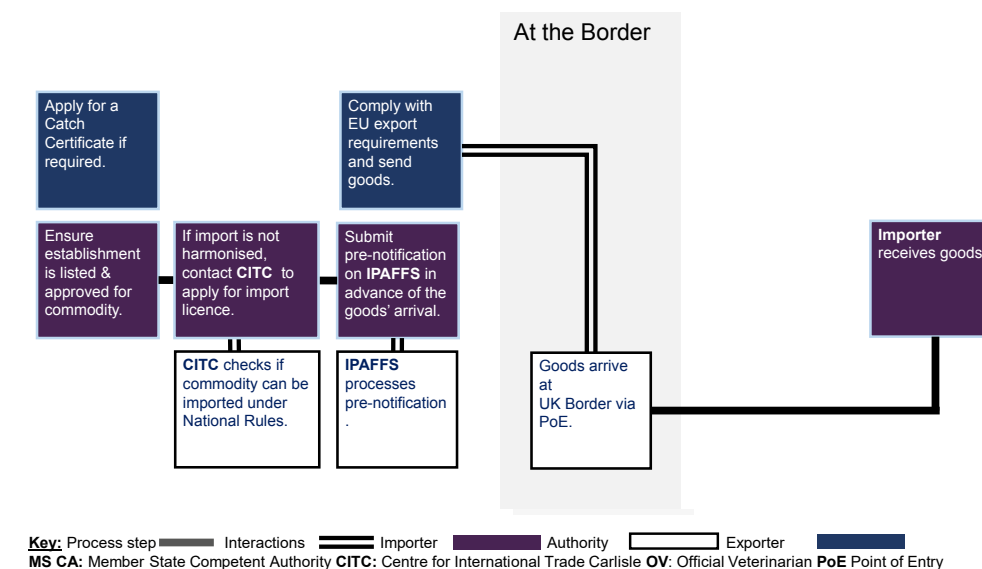 At the Border
Apply for a
Catch
Certificate if
required.
Comply with
EU export
requirements
and send
goods.
Ensure
establishment
is listed &
approved for
commodity.
If import is not
harmonised,
contact CITC to
apply for import
licence.
Submit
pre-notification
on IPAFFS in
advance of the
goods' arrival.
Importer
receives goods
CITC checks if
commodity can be
imported under
National Rules.
IPAFFS
processes
pre-notification
.
Goods arrive
at
UK Border via
PoE.
Key: Process step Interactions Importer Authority Exporter
MS CA: Member State Competent Authority CITC: Centre for International Trade Carlisle OV: Official Veterinarian PoE Point of Entry